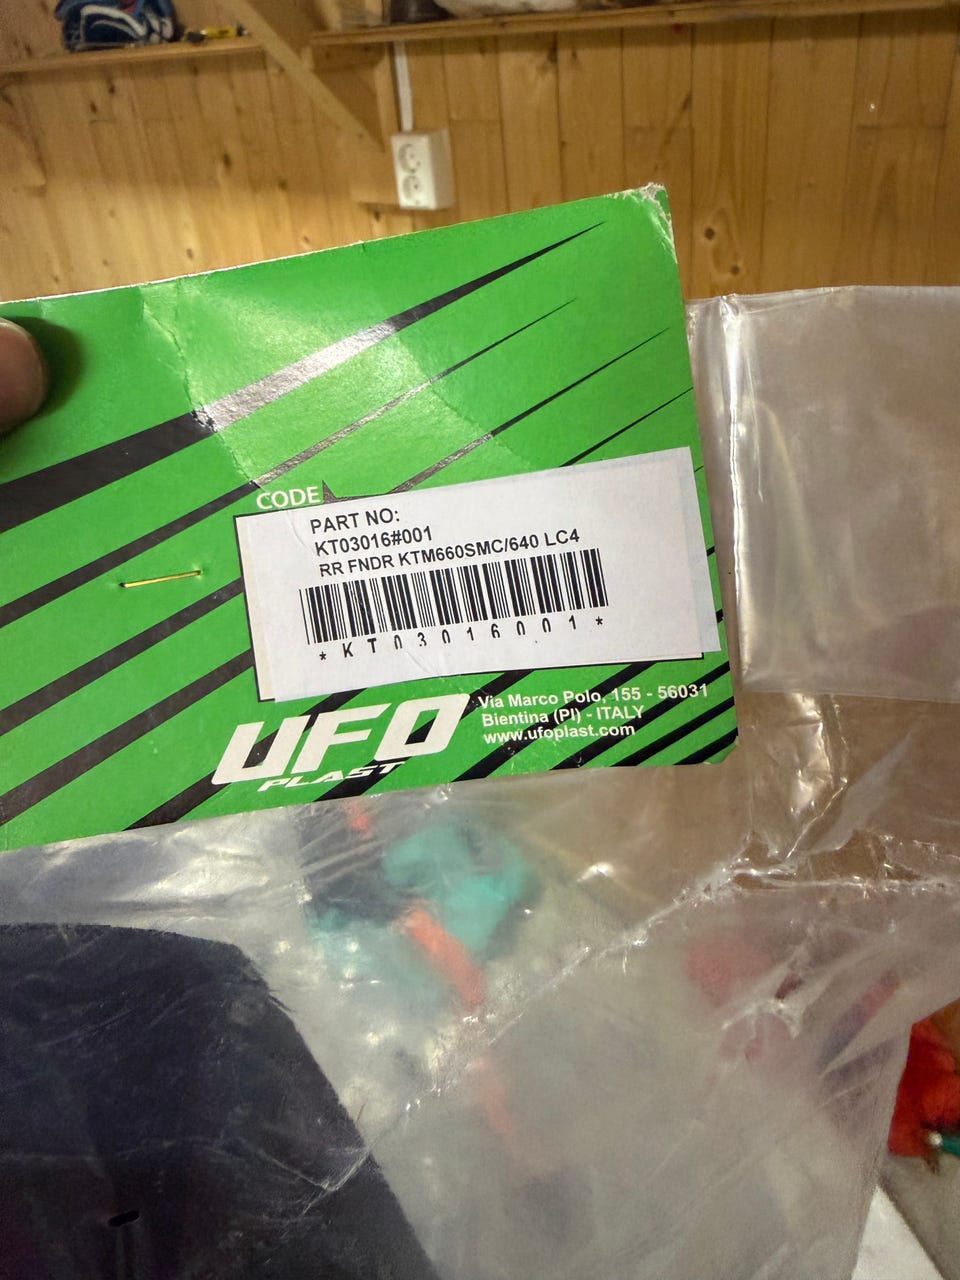 CODE
PART NO:
KT03016#001
RR FNDR KTM660SMC/640 LC4
*KT03016001*
UFO
PLAST
Via Marco Polo, 155 - 56031
Bientina (PI) - ITALY
www.ufoplast.com